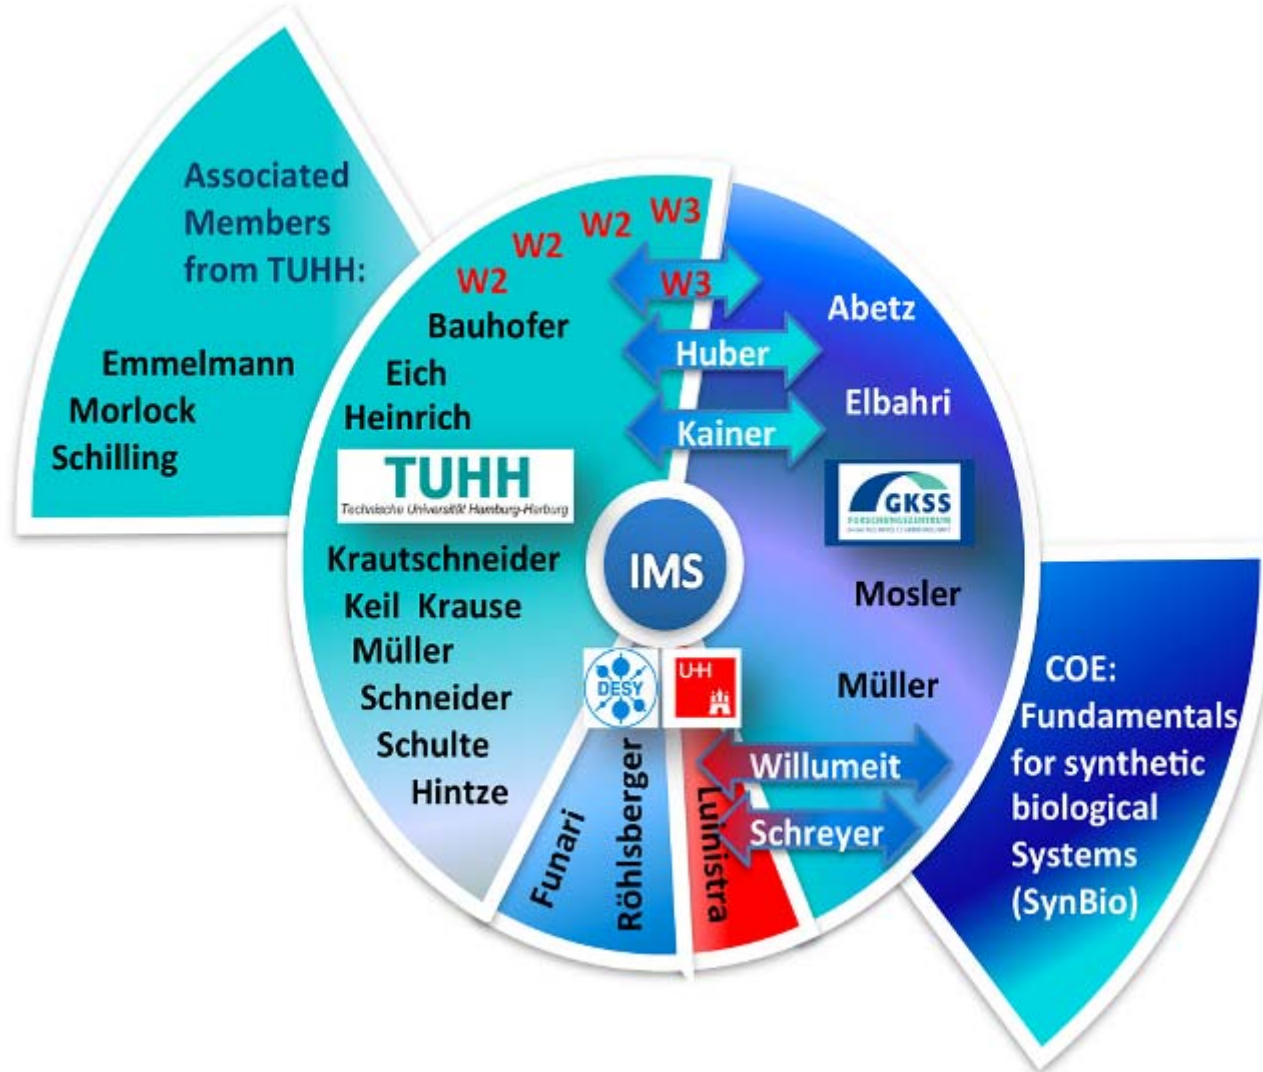 Associated
Members
from TUHH:
Emmelmann
Morlock
Schilling
W2
W2
W2
W3
W3
Bauhofer
Eich
Heinrich
TUHH
Technische Universität Hamburg-Harburg
Krautschneider
Keil Krause
Müller
Schneider
Schulte
Hintze
Huber
Kainer
IMS
Abetz
Elbahri
GKSS
FORSCHUNGSZENTRUM
Mosler
Müller
DESY
UH
Willumeit
Schreyer
Funari
Röhlsberger
Luinistra
COE:
Fundamentals
for synthetic
biological
Systems
(SynBio)